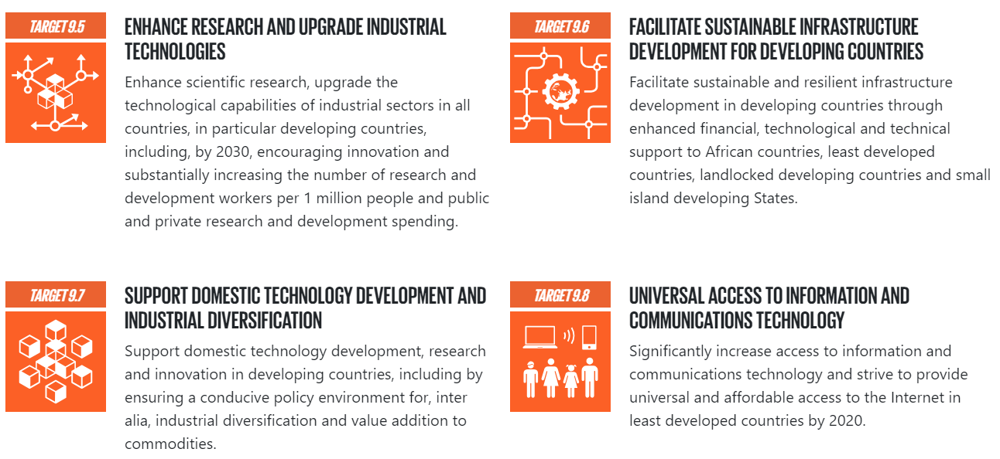 TARGET 9.5
ENHANCE RESEARCH AND UPGRADE INDUSTRIAL
TECHNOLOGIES
Enhance scientific research, upgrade the
technological capabilities of industrial sectors in all
countries, in particular developing countries,
including, by 2030, encouraging innovation and
substantially increasing the number of research and
development workers per 1 million people and public
and private research and development spending.
TARGET 9.6
FACILITATE SUSTAINABLE INFRASTRUCTURE
DEVELOPMENT FOR DEVELOPING COUNTRIES
Facilitate sustainable and resilient infrastructure
development in developing countries through
enhanced financial, technological and technical
support to African countries, least developed
countries, landlocked developing countries and small
island developing States.
TARGET 9.7
SUPPORT DOMESTIC TECHNOLOGY DEVELOPMENT AND
INDUSTRIAL DIVERSIFICATION
Support domestic technology development, research
and innovation in developing countries, including by
ensuring a conducive policy environment for, inter
alia, industrial diversification and value addition to
commodities.
TARGET 9.8
UNIVERSAL ACCESS TO INFORMATION AND
COMMUNICATIONS TECHNOLOGY
Significantly increase access to information and
communications technology and strive to provide
universal and affordable access to the Internet in
least developed countries by 2020.